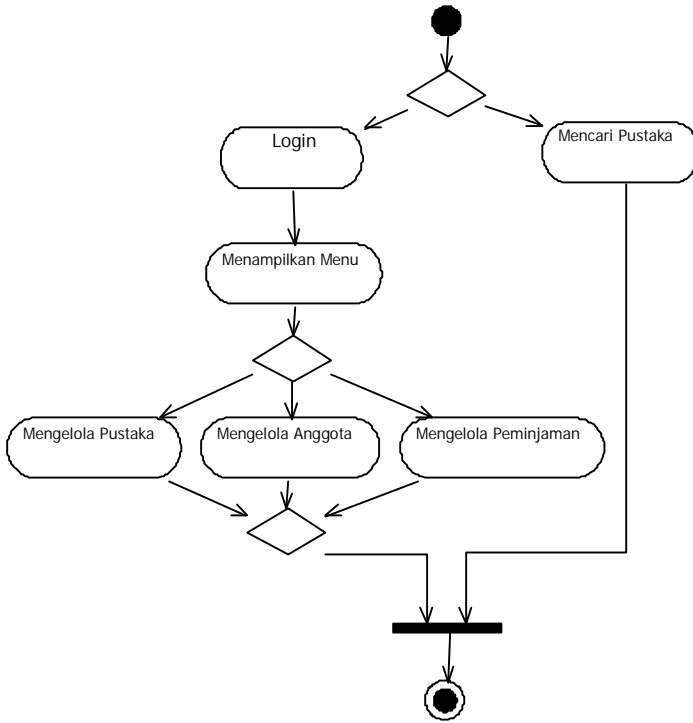 Login
Mencari Pustaka
Menampilkan Menu
Mengelola Pustaka
Mengelola Anggota
Mengelola Peminjaman